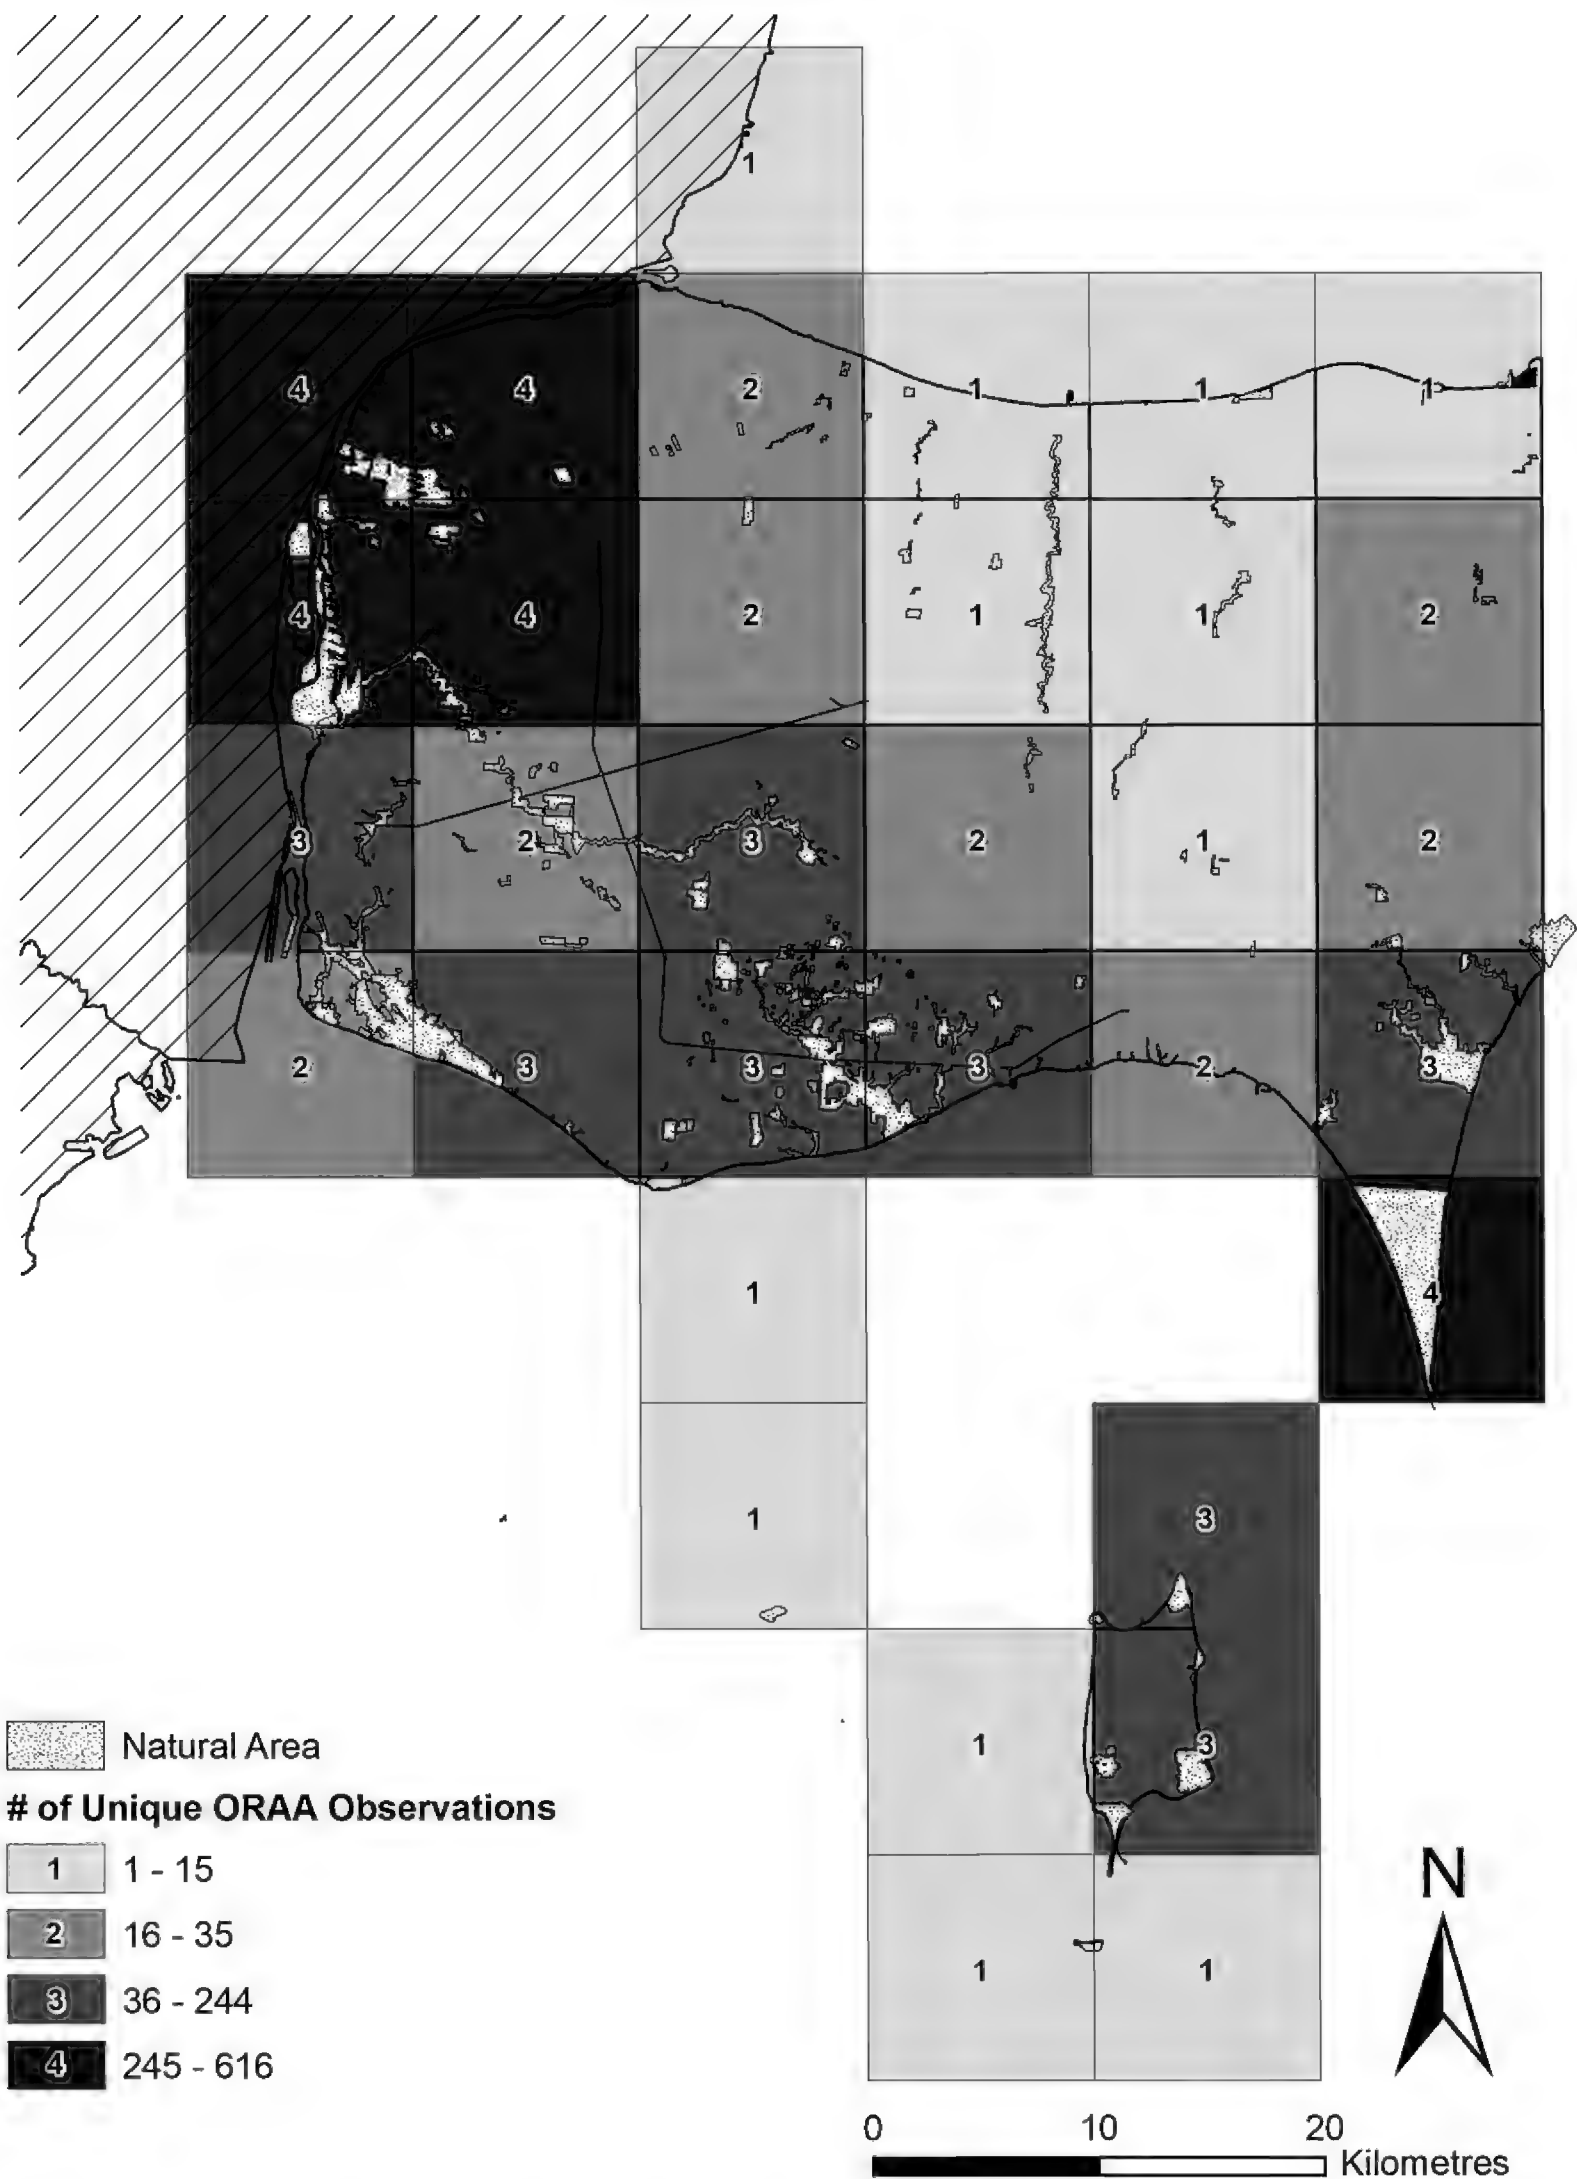 1
4 4 2 1 1 1
4 4 2 1 1 2
3 2 3 2 1 2
2 3 3 3 2 3
1 4
1 3
1 3
1 1
Natural Area
# of Unique ORAA Observations
1 1 - 15
2 16 - 35
3 36 - 244
4 245 - 616
N
0 10 20
Kilometres